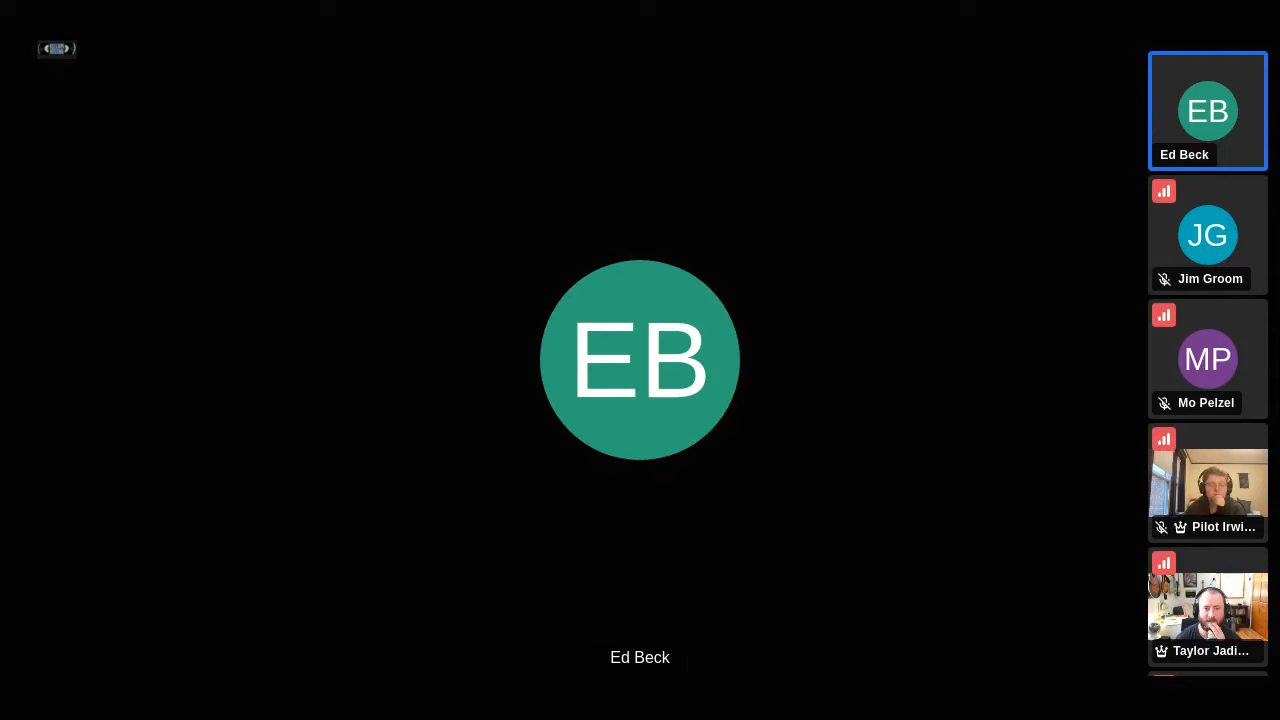 EB
Ed Beck
EB
Ed Beck
JG
Jim Groom
MP
Mo Pelzel
Pilot Irwi...
Taylor Jadi...